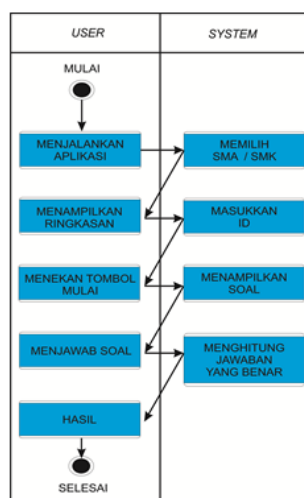 USER
SYSTEM
MULAI
MENJALANKAN
APLIKASI
MEMILIH
SMA / SMK
MENAMPILKAN
RINGKASAN
MASUKKAN
ID
MENEKAN TOMBOL
MULAI
MENAMPILKAN
SOAL
MENJAWAB SOAL
MENGHITUNG
JAWABAN
YANG BENAR
HASIL
SELESAI